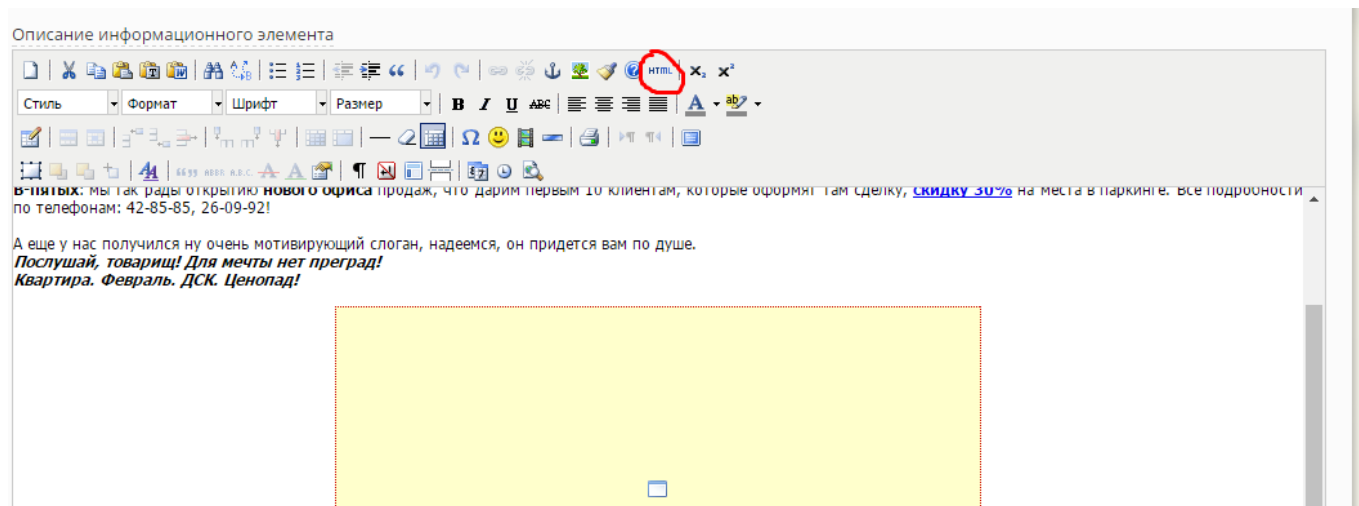 Описание информационного элемента
HTML
Стиль Формат Шрифт Размер B I U ABC A ab
В-пятых: мы так рады открытию нового офиса продаж, что дарим первым 10 клиентам, которые оформят там сделку, скидку 30% на места в паркинге. Все подробности
по телефонам: 42-85-85, 26-09-92!
А еще у нас получился ну очень мотивирующий слоган, надеемся, он придется вам по душе.
Послушай, товарищ! Для мечты нет преград!
Квартира. Февраль. ДСК. Ценопад!